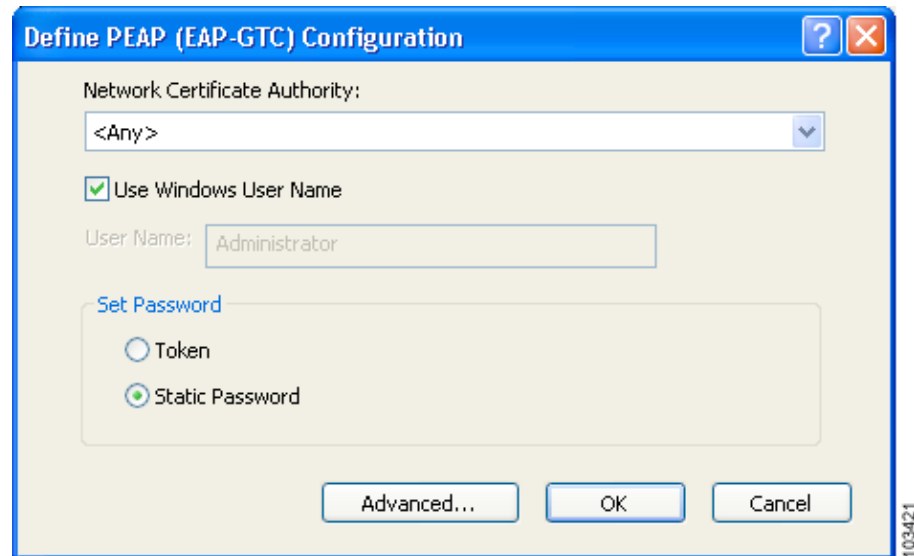 Define PEAP (EAP-GTC) Configuration
?
Network Certificate Authority:
<Any>
Use Windows User Name
User Name: Administrator
Set Password
Token
Static Password
Advanced... OK Cancel
103421